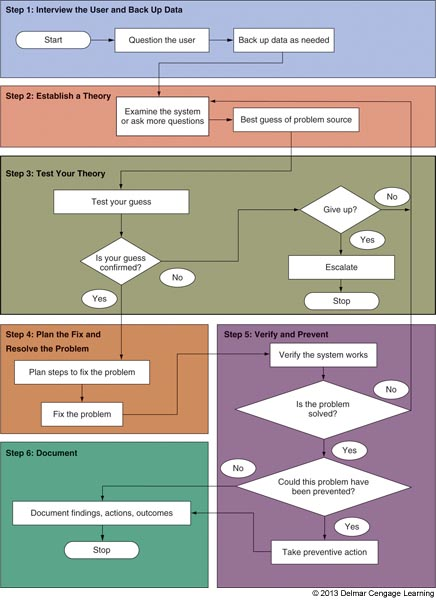 Step 1: Interview the User and Back Up Data
Start
Question the user
Back up data as needed
Step 2: Establish a Theory
Examine the system
or ask more questions
Best guess of problem source
Step 3: Test Your Theory
Test your guess
Is your guess
confirmed?
No
Yes
Give up?
No
Yes
Escalate
Stop
Step 4: Plan the Fix and
Resolve the Problem
Plan steps to fix the problem
Fix the problem
Step 5: Verify and Prevent
Verify the system works
Is the problem
solved?
No
Yes
Could this problem have
been prevented?
No
Yes
Take preventive action
Step 6: Document
Document findings, actions, outcomes
Stop
© 2013 Delmar Cengage Learning